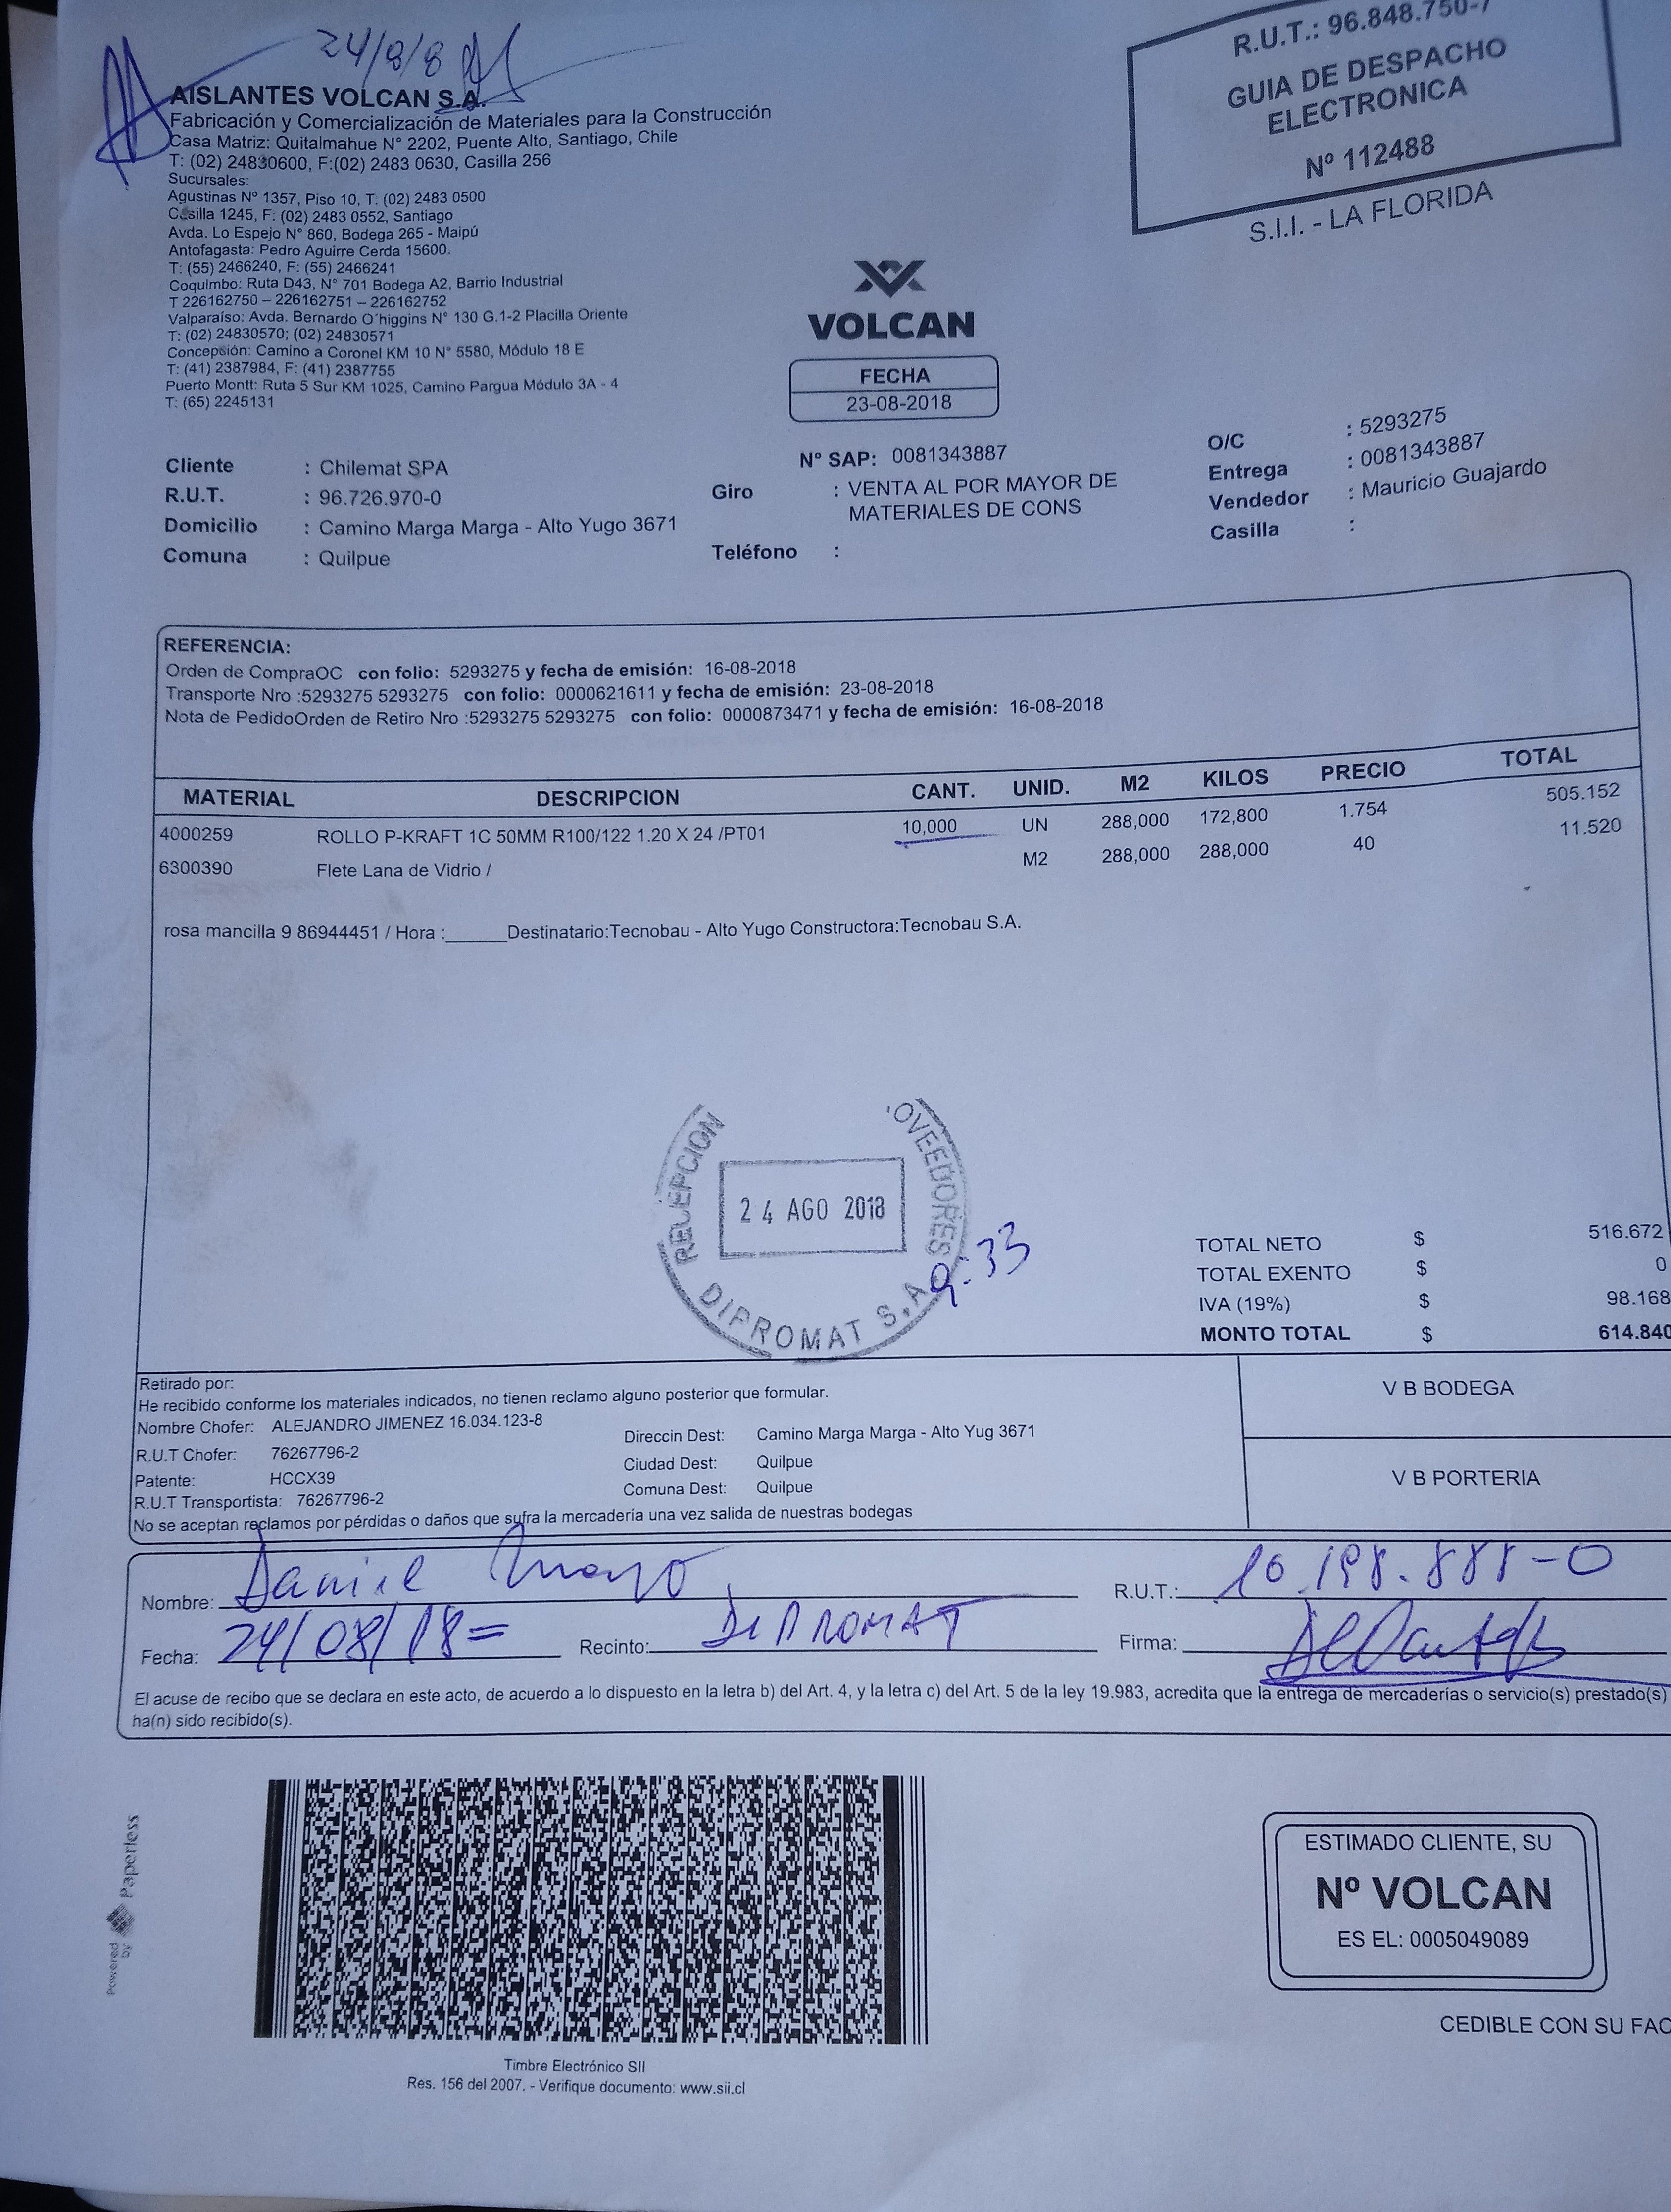 24/8/8
AISLANTES VOLCAN S.A.
Fabricación y Comercialización de Materiales para la Construcción
Casa Matriz: Quitalmahue N° 2202, Puente Alto, Santiago, Chile
T: (02) 24830600, F:(02) 2483 0630, Casilla 256
Sucursales:
Agustinas Nº 1357, Piso 10, T: (02) 2483 0500
Casilla 1245, F: (02) 2483 0552, Santiago
Avda. Lo Espejo N° 860, Bodega 265 - Maipú
Antofagasta: Pedro Aguirre Cerda 15600.
T: (55) 2466240, F: (55) 2466241
Coquimbo: Ruta D43, N° 701 Bodega A2, Barrio Industrial
T 226162750 – 226162751 – 226162752
Valparaíso: Avda. Bernardo O´higgins N° 130 G.1-2 Placilla Oriente
T: (02) 24830570; (02) 24830571
Concepción: Camino a Coronel KM 10 N° 5580, Módulo 18 E
T: (41) 2387984, F: (41) 2387755
Puerto Montt: Ruta 5 Sur KM 1025, Camino Pargua Módulo 3A - 4
T: (65) 2245131
R.U.T.: 96.848.750-7
GUIA DE DESPACHO
ELECTRONICA
Nº 112488
S.I.I. - LA FLORIDA
VOLCAN
FECHA
23-08-2018
Cliente : Chilemat SPA
R.U.T. : 96.726.970-0
Domicilio : Camino Marga Marga - Alto Yugo 3671
Comuna : Quilpue
Nº SAP: 0081343887
Giro : VENTA AL POR MAYOR DE
MATERIALES DE CONS
Teléfono :
O/C : 5293275
Entrega : 0081343887
Vendedor : Mauricio Guajardo
Casilla :
REFERENCIA:
Orden de CompraOC con folio: 5293275 y fecha de emisión: 16-08-2018
Transporte Nro :5293275 5293275 con folio: 0000621611 y fecha de emisión: 23-08-2018
Nota de PedidoOrden de Retiro Nro :5293275 5293275 con folio: 0000873471 y fecha de emisión: 16-08-2018
MATERIAL DESCRIPCION CANT. UNID. M2 KILOS PRECIO TOTAL
4000259 ROLLO P-KRAFT 1C 50MM R100/122 1.20 X 24 /PT01 10,000 UN 288,000 172,800 1.754 505.152
6300390 Flete Lana de Vidrio / M2 288,000 288,000 40 11.520
rosa mancilla 9 86944451 / Hora :______Destinatario:Tecnobau - Alto Yugo Constructora:Tecnobau S.A.
RECEPCION
OVEEDORES
24 AGO 2018
DIPROMAT S.A
9:33
TOTAL NETO $ 516.672
TOTAL EXENTO $ 0
IVA (19%) $ 98.168
MONTO TOTAL $ 614.840
Retirado por:
He recibido conforme los materiales indicados, no tienen reclamo alguno posterior que formular.
Nombre Chofer: ALEJANDRO JIMENEZ 16.034.123-8
R.U.T Chofer: 76267796-2
Patente: HCCX39
R.U.T Transportista: 76267796-2
Direccin Dest: Camino Marga Marga - Alto Yug 3671
Ciudad Dest: Quilpue
Comuna Dest: Quilpue
No se aceptan reclamos por pérdidas o daños que sufra la mercadería una vez salida de nuestras bodegas
V B BODEGA
V B PORTERIA
Nombre: Daniel
R.U.T.: 10.198.888-0
Fecha: 24/08/18=
Recinto: DIPROMAT
Firma:
El acuse de recibo que se declara en este acto, de acuerdo a lo dispuesto en la letra b) del Art. 4, y la letra c) del Art. 5 de la ley 19.983, acredita que la entrega de mercaderías o servicio(s) prestado(s)
ha(n) sido recibido(s).
Powered by Paperless
Timbre Electrónico SII
Res. 156 del 2007. - Verifique documento: www.sii.cl
ESTIMADO CLIENTE, SU
Nº VOLCAN
ES EL: 0005049089
CEDIBLE CON SU FAC